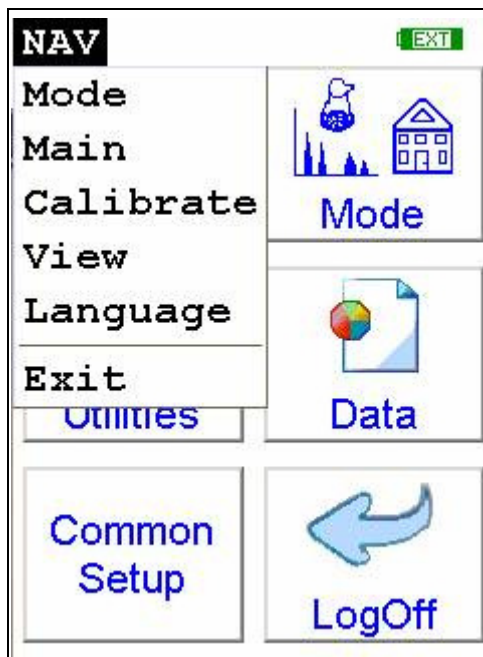 NAV
EXT
Mode
Main
Calibrate
View
Language
Exit
Mode
Utilities
Data
Common
Setup
LogOff